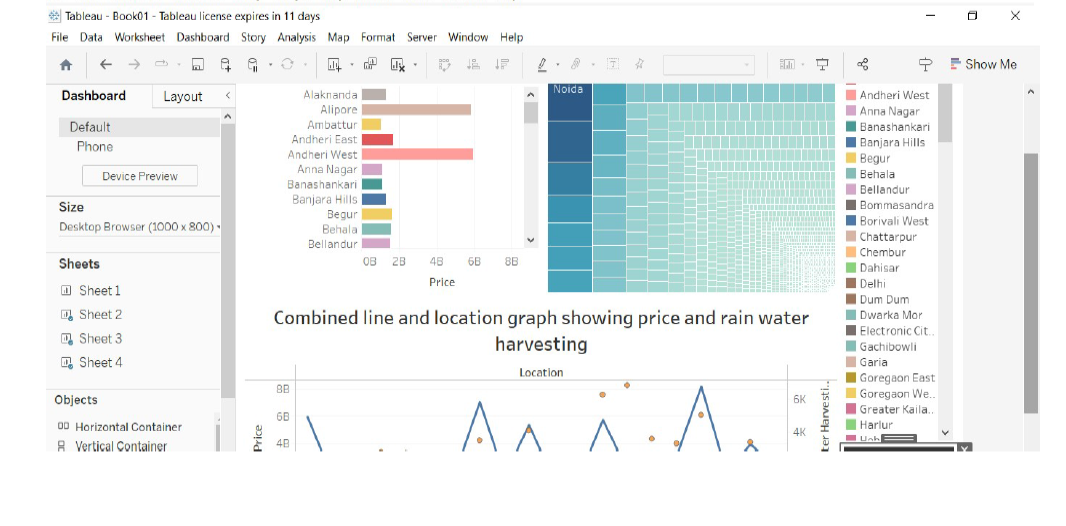 Tableau - Book01 - Tableau license expires in 11 days
File Data Worksheet Dashboard Story Analysis Map Format Server Window Help
Show Me
Dashboard Layout
Default
Phone
Device Preview
Size
Desktop Browser (1000 x 800)
Sheets
Sheet 1
Sheet 2
Sheet 3
Sheet 4
Objects
Horizontal Container
Vertical Container
Alaknanda
Alipore
Ambattur
Andheri East
Andheri West
Anna Nagar
Banashankari
Banjara Hills
Begur
Behala
Bellandur
0B 2B 4B 6B 8B
Price
Noida
Combined line and location graph showing price and rain water
harvesting
Location
8B
6B
4B
Price
6K
4K
ter Harvesti..
Andheri West
Anna Nagar
Banashankari
Banjara Hills
Begur
Behala
Bellandur
Bommasandra
Borivali West
Chattarpur
Chembur
Dahisar
Delhi
Dum Dum
Dwarka Mor
Electronic Cit..
Gachibowli
Garia
Goregaon East
Goregaon We..
Greater Kaila..
Harlur